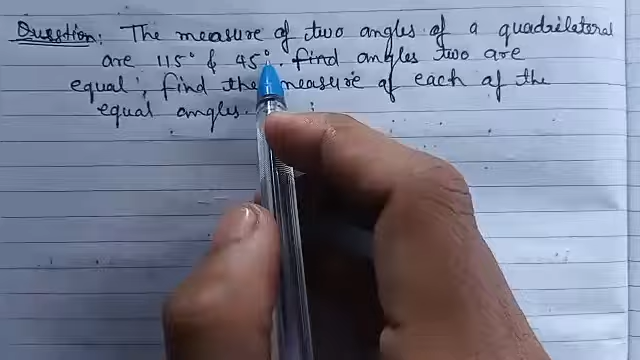 Question: The measure of two angles of a quadrilateral
are 115° & 45°. find angles two are
equal, find the measure of each of the
equal angles.